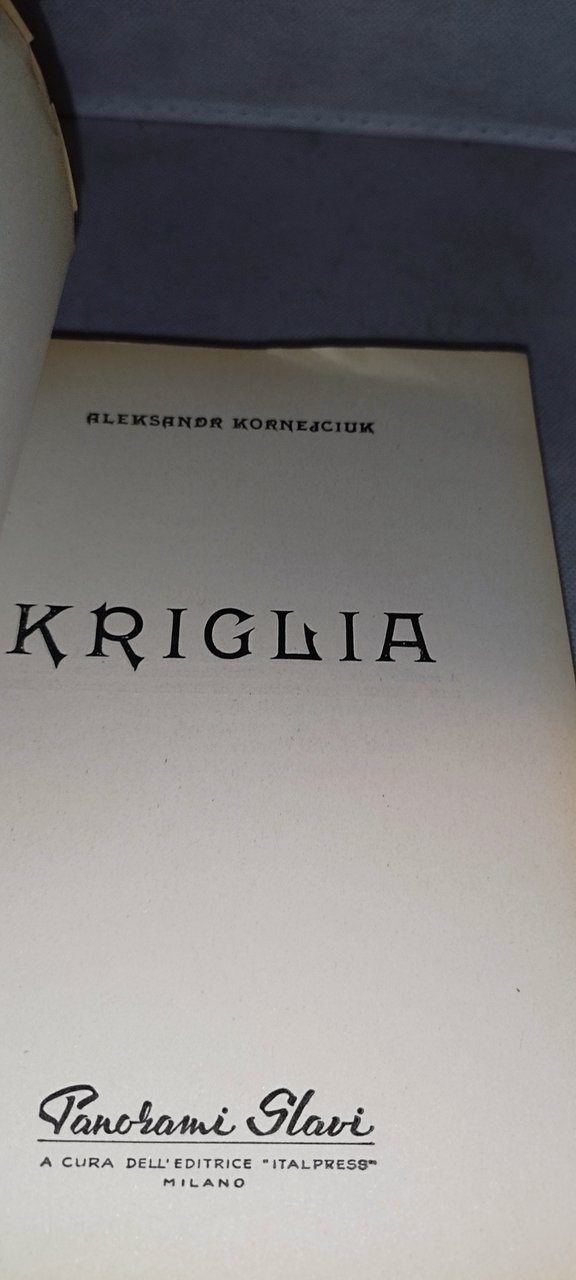 ALEKSANDR KORNEJCIUK
KRIGLIA
Panorami Slavi
A CURA DELL'EDITRICE "ITALPRESS"
MILANO